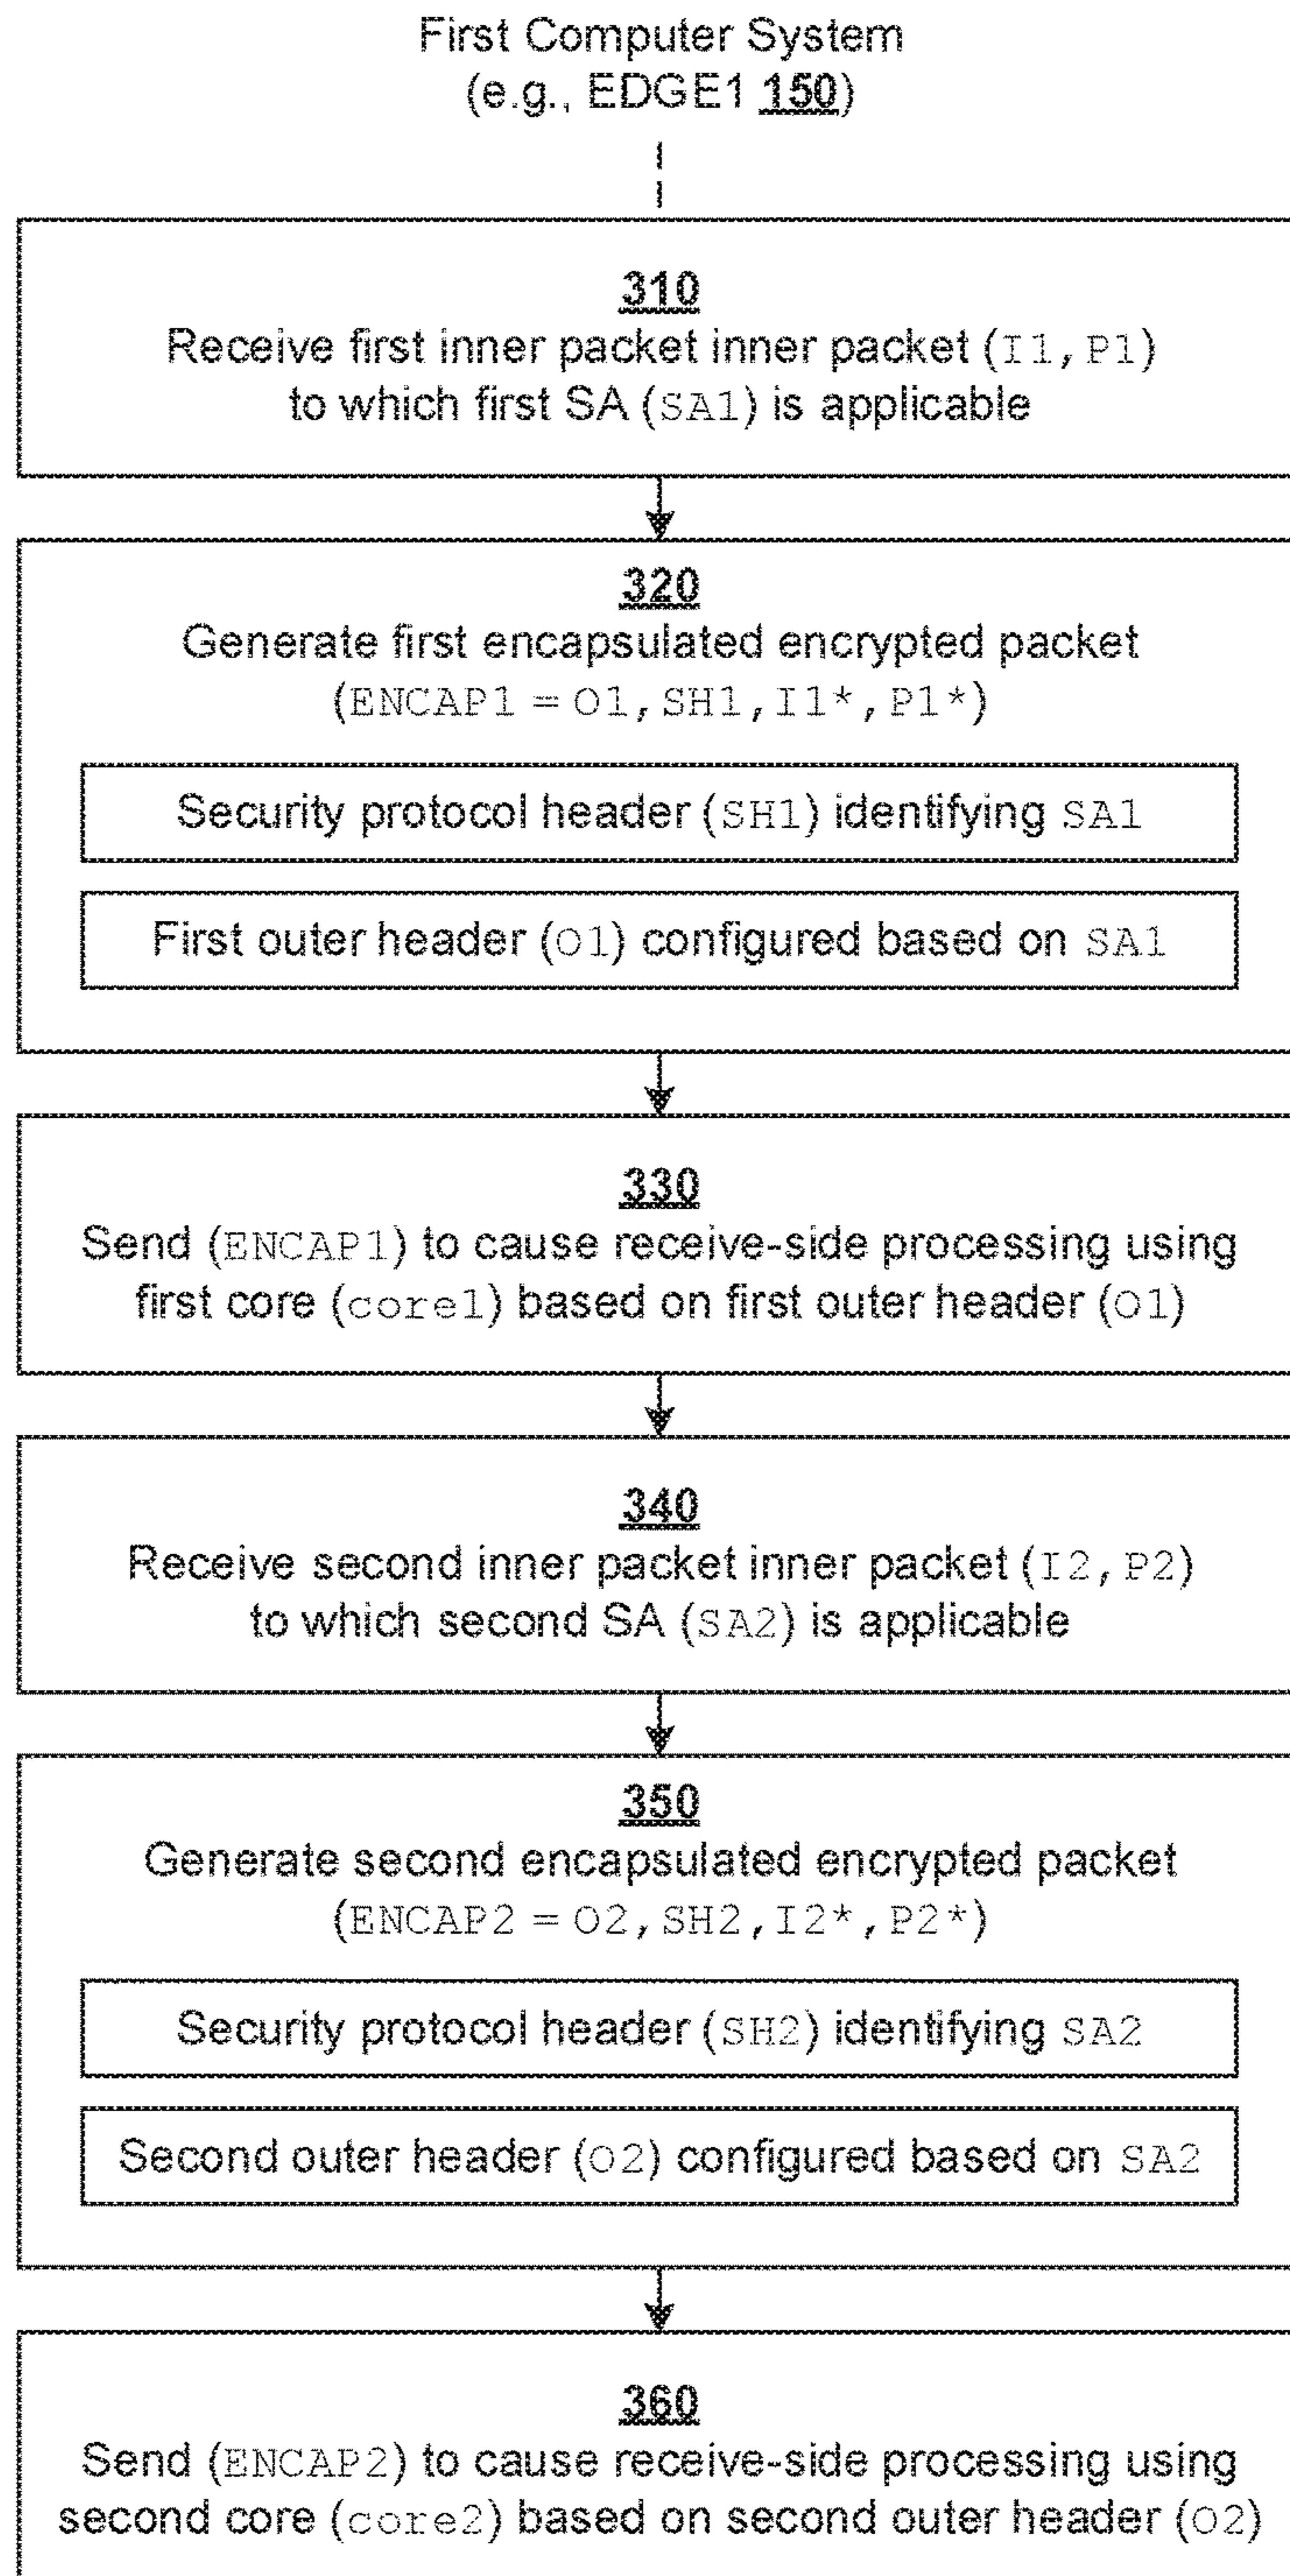 First Computer System
(e.g., EDGE1 150)
310
Receive first inner packet inner packet (I1, P1)
to which first SA (SA1) is applicable
320
Generate first encapsulated encrypted packet
(ENCAP1 = O1, SH1, I1*, P1*)
Security protocol header (SH1) identifying SA1
First outer header (O1) configured based on SA1
330
Send (ENCAP1) to cause receive-side processing using
first core (core1) based on first outer header (O1)
340
Receive second inner packet inner packet (I2, P2)
to which second SA (SA2) is applicable
350
Generate second encapsulated encrypted packet
(ENCAP2 = O2, SH2, I2*, P2*)
Security protocol header (SH2) identifying SA2
Second outer header (O2) configured based on SA2
360
Send (ENCAP2) to cause receive-side processing using
second core (core2) based on second outer header (O2)